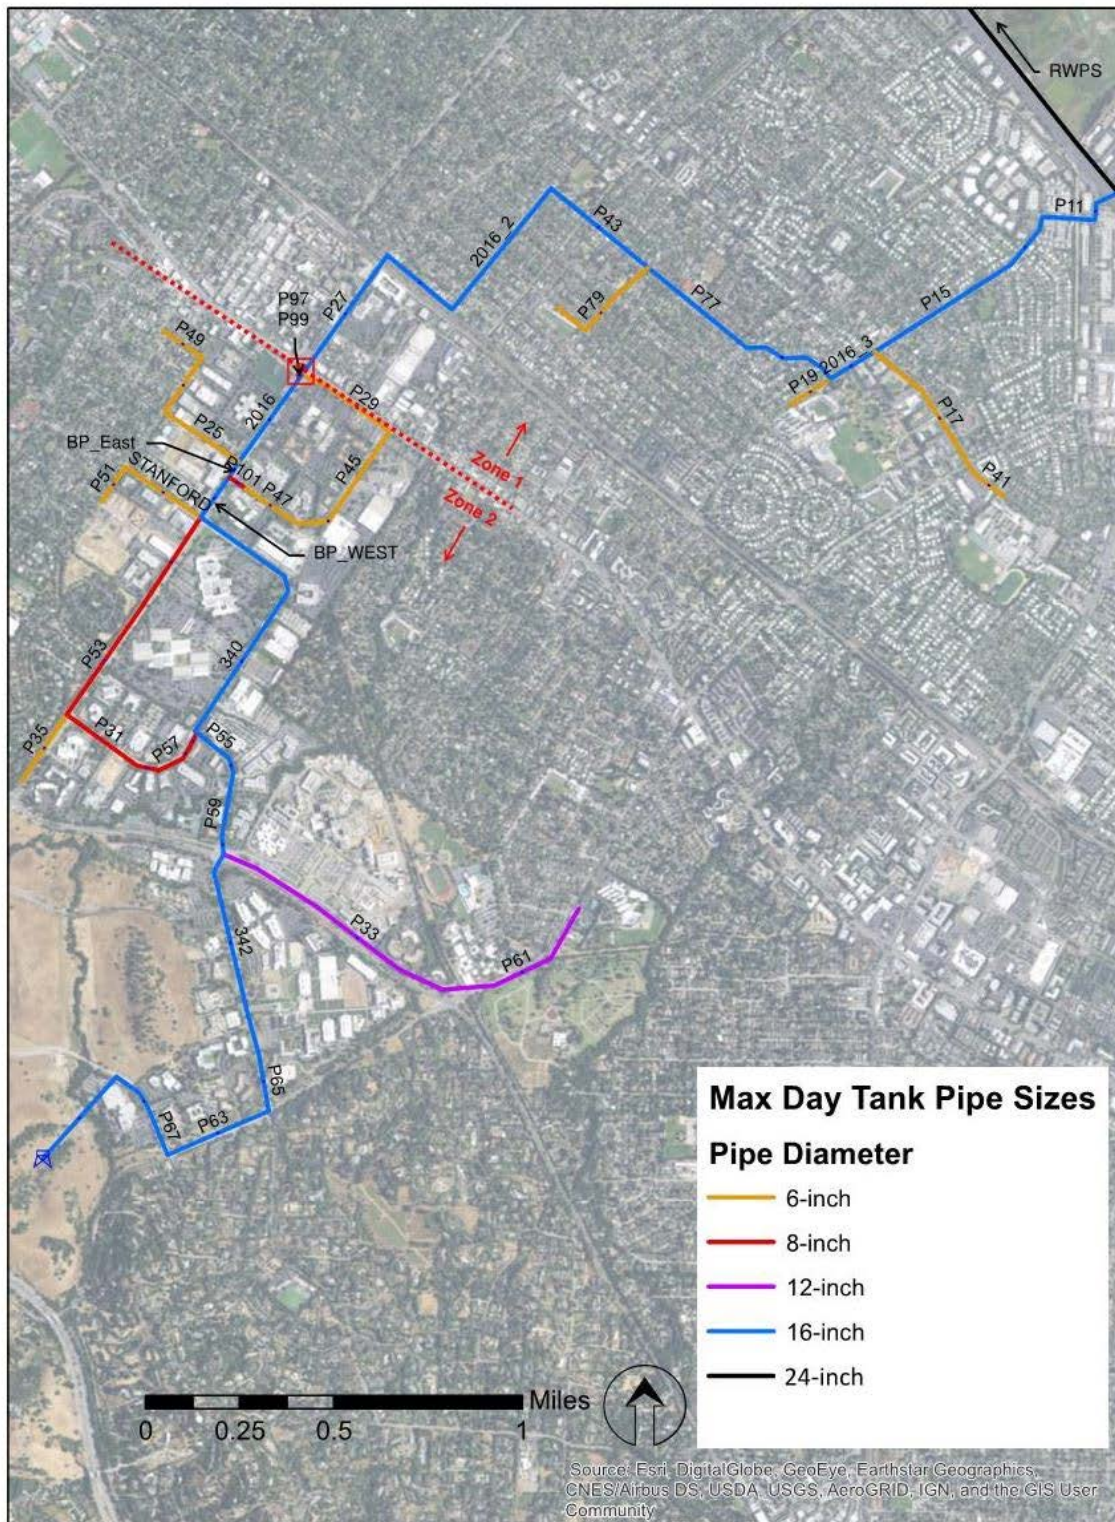 RWPS
P11
2016_2
P43
P77
P15
P79
P27
P97
P99
P49
P19
2016_3
P17
P29
2016
P25
BP_East
P45
P41
Zone 1
P101
P47
P51
STANFORD
Zone 2
BP_WEST
P53
340
P31
P57
P55
P35
P59
P33
342
P61
P65
P63
P67
Max Day Tank Pipe Sizes
Pipe Diameter
6-inch
8-inch
12-inch
16-inch
24-inch
Miles
0 0.25 0.5 1
Source: Esri, DigitalGlobe, GeoEye, Earthstar Geographics,
CNES/Airbus DS, USDA, USGS, AeroGRID, IGN, and the GIS User
Community